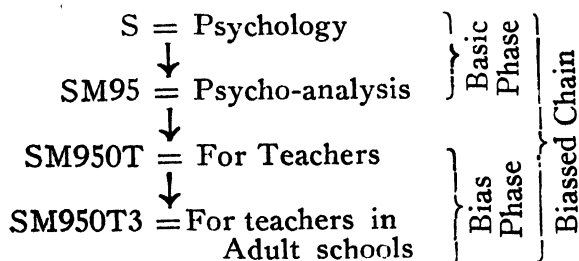 S = Psychology
SM95 = Psycho-analysis
SM950T = For Teachers
SM950T3 =For teachers in
Adult schools
Basic
Phase
Bias
Phase
Biassed Chain